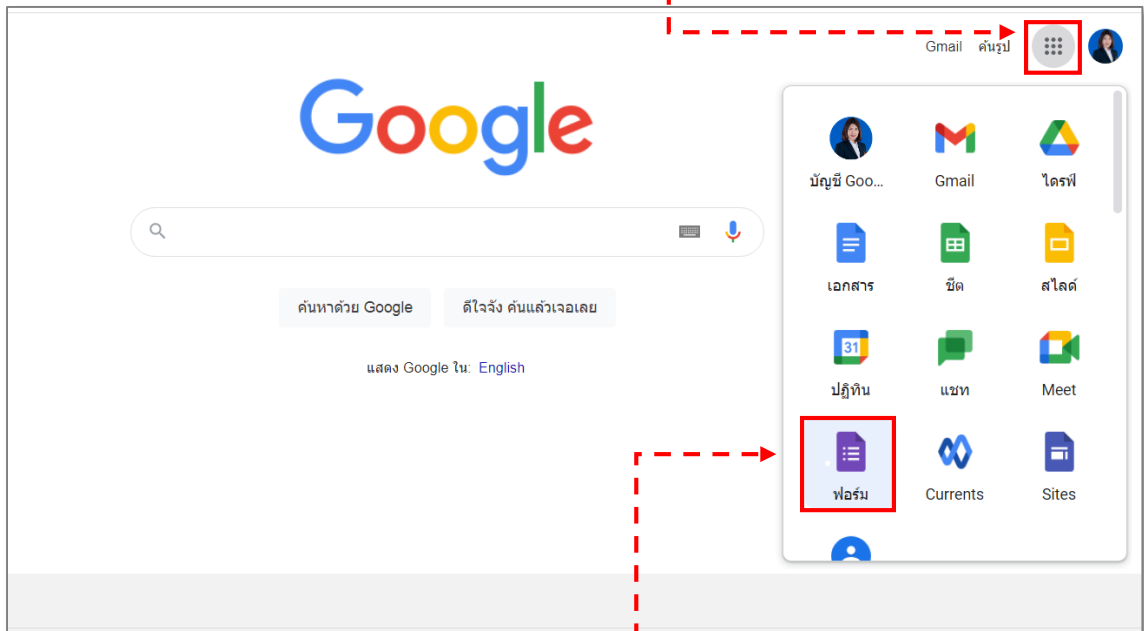 Gmail ค้นรูป
Google
บัญชี Goo... Gmail ไดรฟ์
เอกสาร ชีต สไลด์
ค้นหาด้วย Google ดีใจจัง ค้นแล้วเจอเลย
แสดง Google ใน: English
31
ปฏิทิน แชท Meet
ฟอร์ม Currents Sites